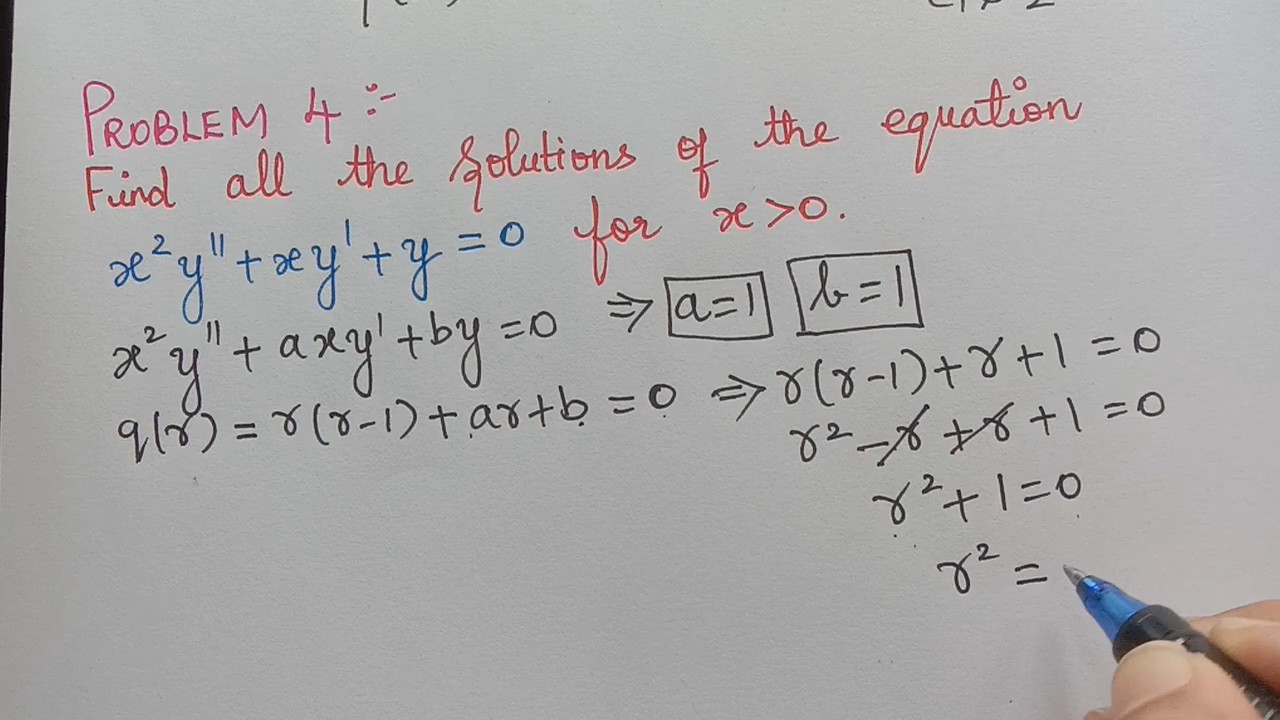 PROBLEM 4 :-
Find all the solutions of the equation
x²y'' + xy' + y = 0 for x > 0.
x²y'' + axy' + by = 0 ⇒ a=1 b=1
q(r) = r(r-1) + ar + b = 0 ⇒ r(r-1) + r + 1 = 0
r² - r + r + 1 = 0
r² + 1 = 0
r² =